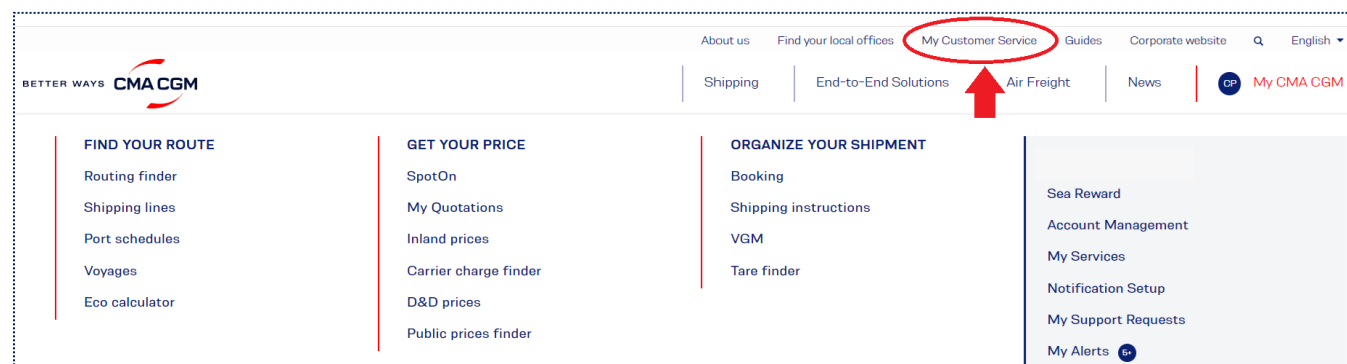 About us Find your local offices My Customer Service Guides Corporate website English
BETTER WAYS CMA CGM
Shipping End-to-End Solutions Air Freight News CP My CMA CGM
FIND YOUR ROUTE
Routing finder
Shipping lines
Port schedules
Voyages
Eco calculator
GET YOUR PRICE
SpotOn
My Quotations
Inland prices
Carrier charge finder
D&D prices
Public prices finder
ORGANIZE YOUR SHIPMENT
Booking
Shipping instructions
VGM
Tare finder
Sea Reward
Account Management
My Services
Notification Setup
My Support Requests
My Alerts 5+